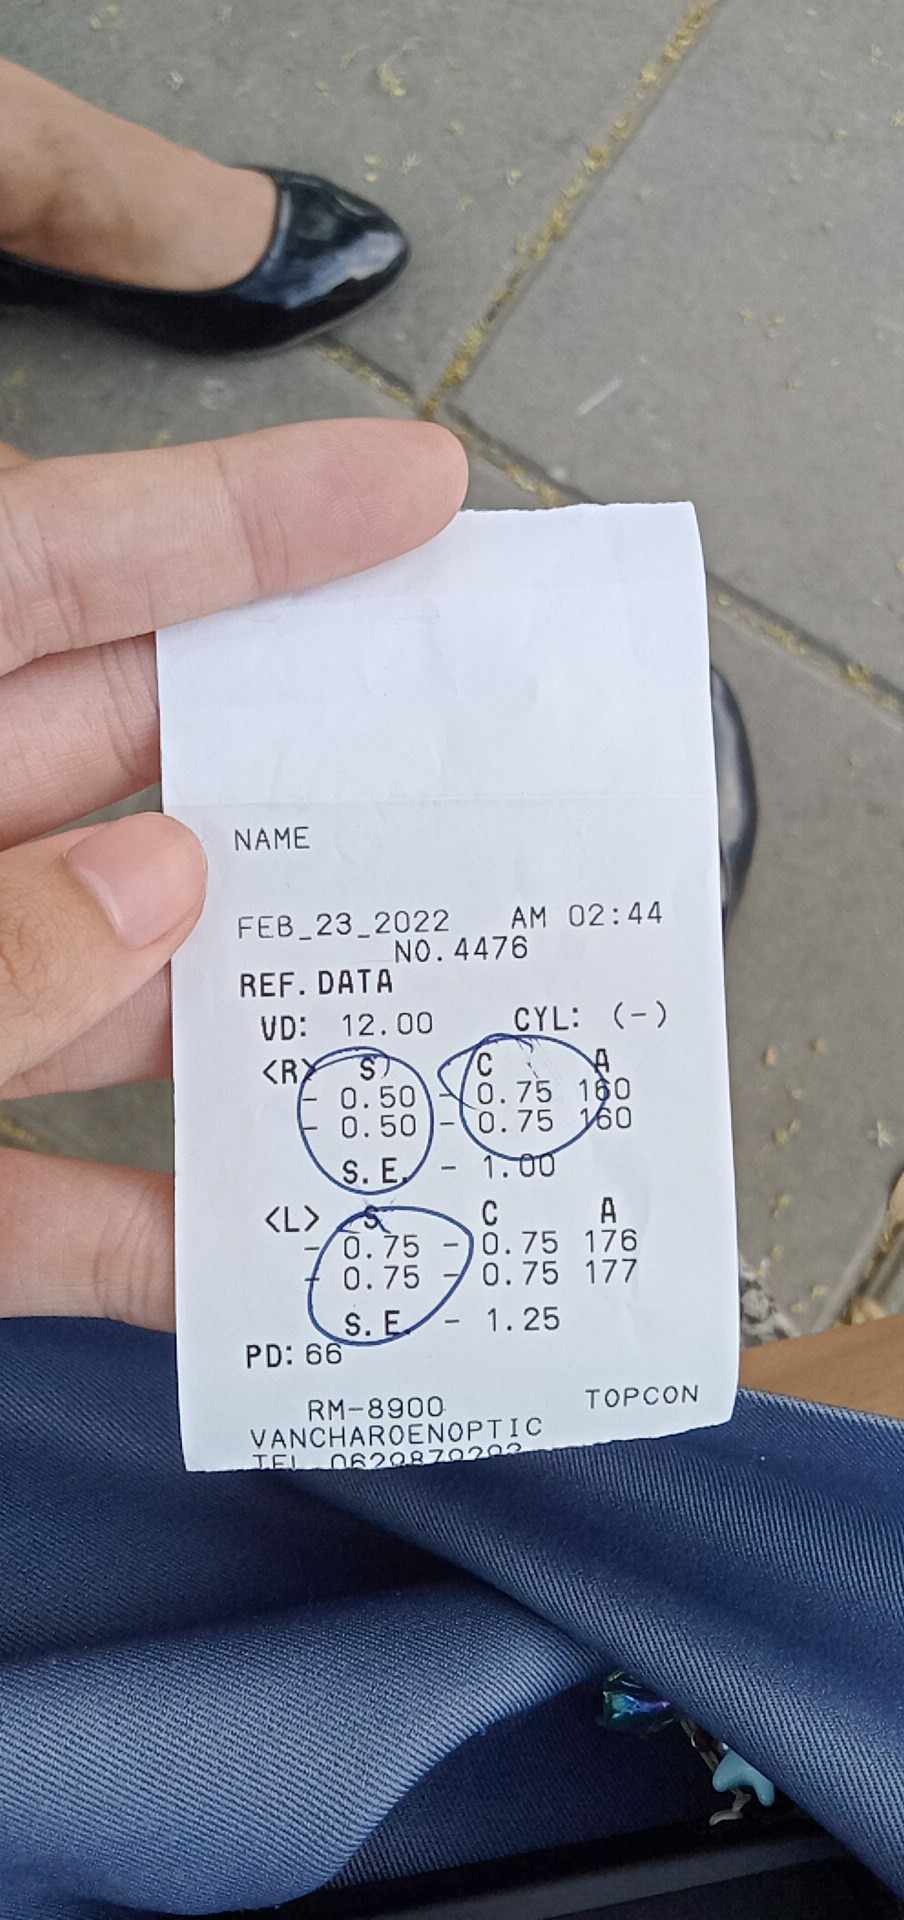 NAME
FEB_23_2022 AM 02:44
NO.4476
REF.DATA
VD: 12.00 CYL: (-)
<R> S C A
- 0.50 - 0.75 160
- 0.50 - 0.75 160
S.E. - 1.00
<L> S C A
- 0.75 - 0.75 176
- 0.75 - 0.75 177
S.E. - 1.25
PD: 66
RM-8900 TOPCON
VANCHAROENOPTIC
TEL